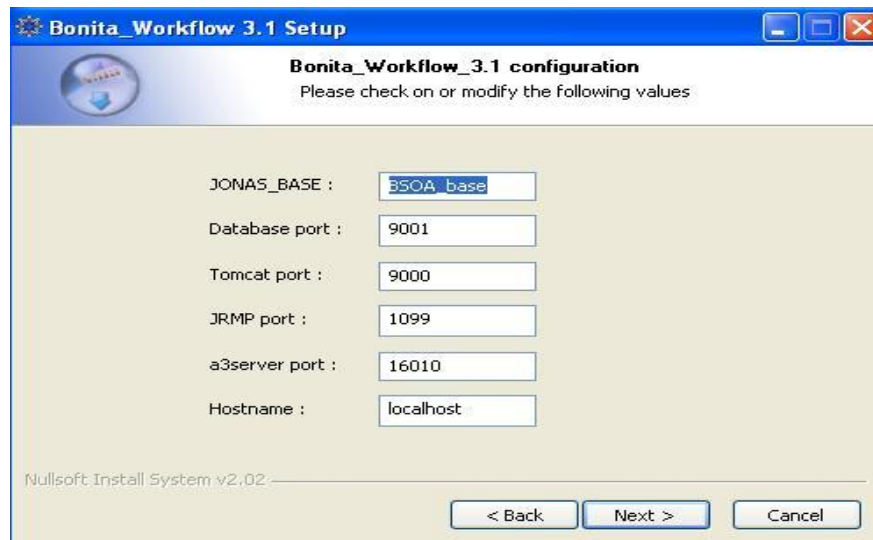 Bonita_Workflow 3.1 Setup
Bonita_Workflow_3.1 configuration
Please check on or modify the following values
JONAS_BASE : BSOA_base
Database port : 9001
Tomcat port : 9000
JRMP port : 1099
a3server port : 16010
Hostname : localhost
Nullsoft Install System v2.02
< Back Next > Cancel